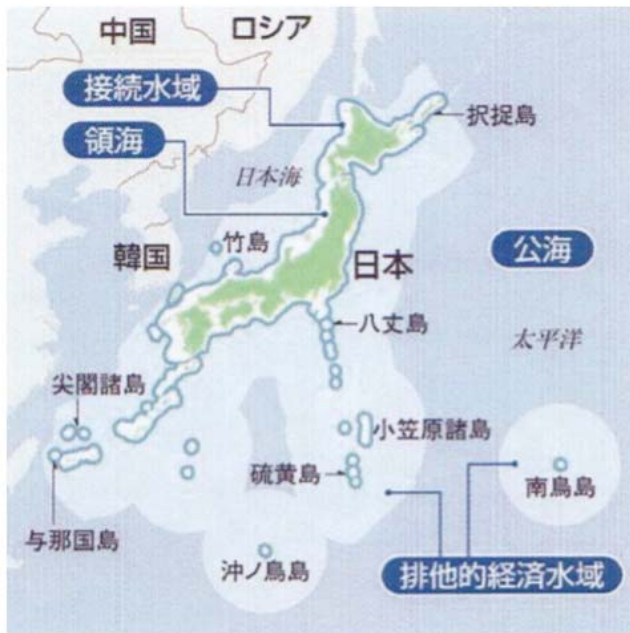 中国
ロシア
接続水域
択捉島
領海
日本海
竹島
韓国
日本
公海
八丈島
太平洋
尖閣諸島
小笠原諸島
硫黄島
南鳥島
与那国島
沖ノ鳥島
排他的経済水域